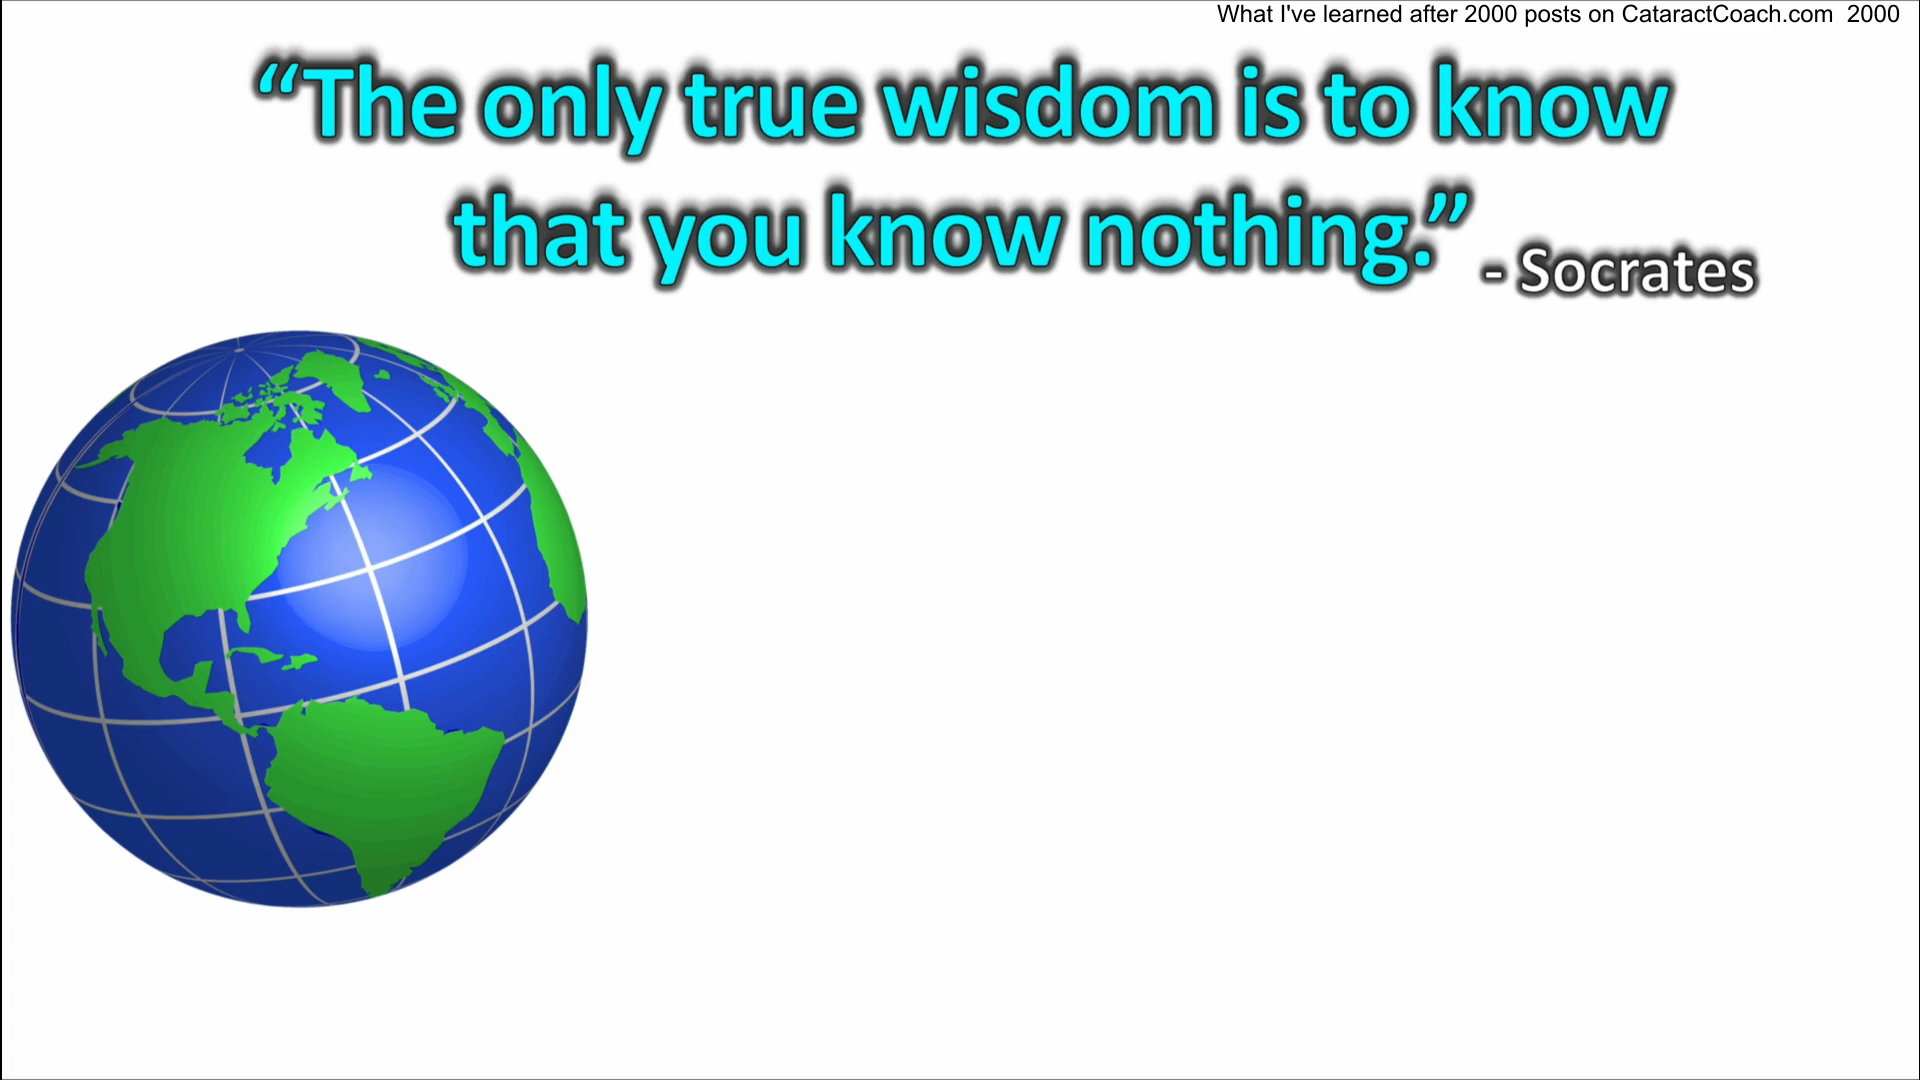 What I've learned after 2000 posts on CataractCoach.com  2000
“The only true wisdom is to know
that you know nothing.”
- Socrates